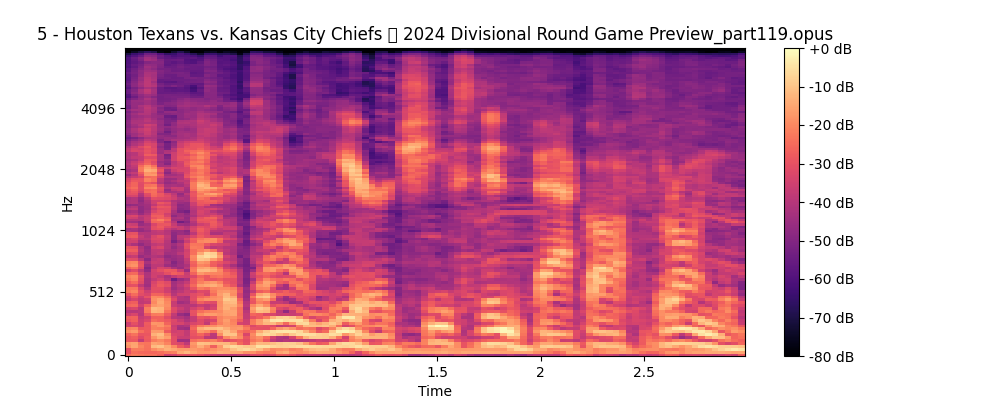 5 - Houston Texans vs. Kansas City Chiefs ▯ 2024 Divisional Round Game Preview_part119.opus
+0 dB
-10 dB
-20 dB
-30 dB
-40 dB
-50 dB
-60 dB
-70 dB
-80 dB
4096
2048
1024
512
0
Hz
0
0.5
1
1.5
2
2.5
Time